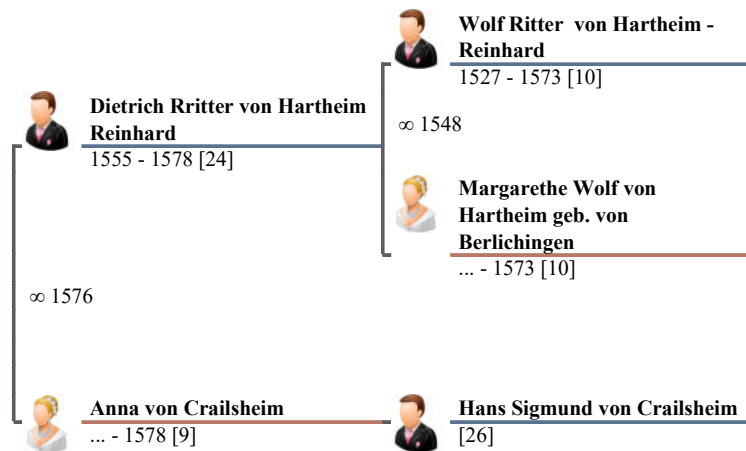 Wolf Ritter von Hartheim -
Reinhard
1527 - 1573 [10]
Dietrich Rritter von Hartheim
Reinhard
1555 - 1578 [24]
∞ 1548
Margarethe Wolf von
Hartheim geb. von
Berlichingen
... - 1573 [10]
∞ 1576
Anna von Crailsheim
... - 1578 [9]
Hans Sigmund von Crailsheim
[26]